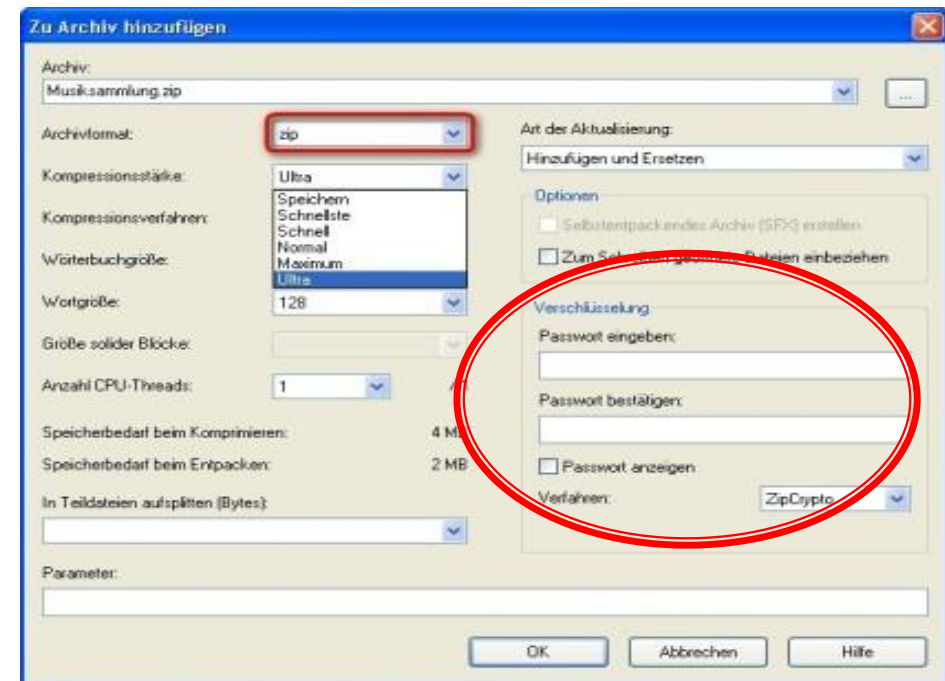 Zu Archiv hinzufügen
Archiv:
Musiksammlung.zip
...
Archivformat:
zip
Kompressionsstärke:
Ultra
Speichern
Schnellste
Schnell
Normal
Maximum
Ultra
Kompressionsverfahren:
Wörterbuchgröße:
Wortgröße:
128
Größe solider Blöcke:
Anzahl CPU-Threads:
1
Speicherbedarf beim Komprimieren:
4 M
Speicherbedarf beim Entpacken:
2 MB
In Teildateien aufsplitten (Bytes):
Art der Aktualisierung:
Hinzufügen und Ersetzen
Optionen
Selbstentpackendes Archiv (SFX) erstellen
Zum Dateien einbeziehen
Verschlüsselung
Passwort eingeben:
Passwort bestätigen:
Passwort anzeigen
Verfahren:
ZipCrypto
Parameter:
OK
Abbrechen
Hilfe